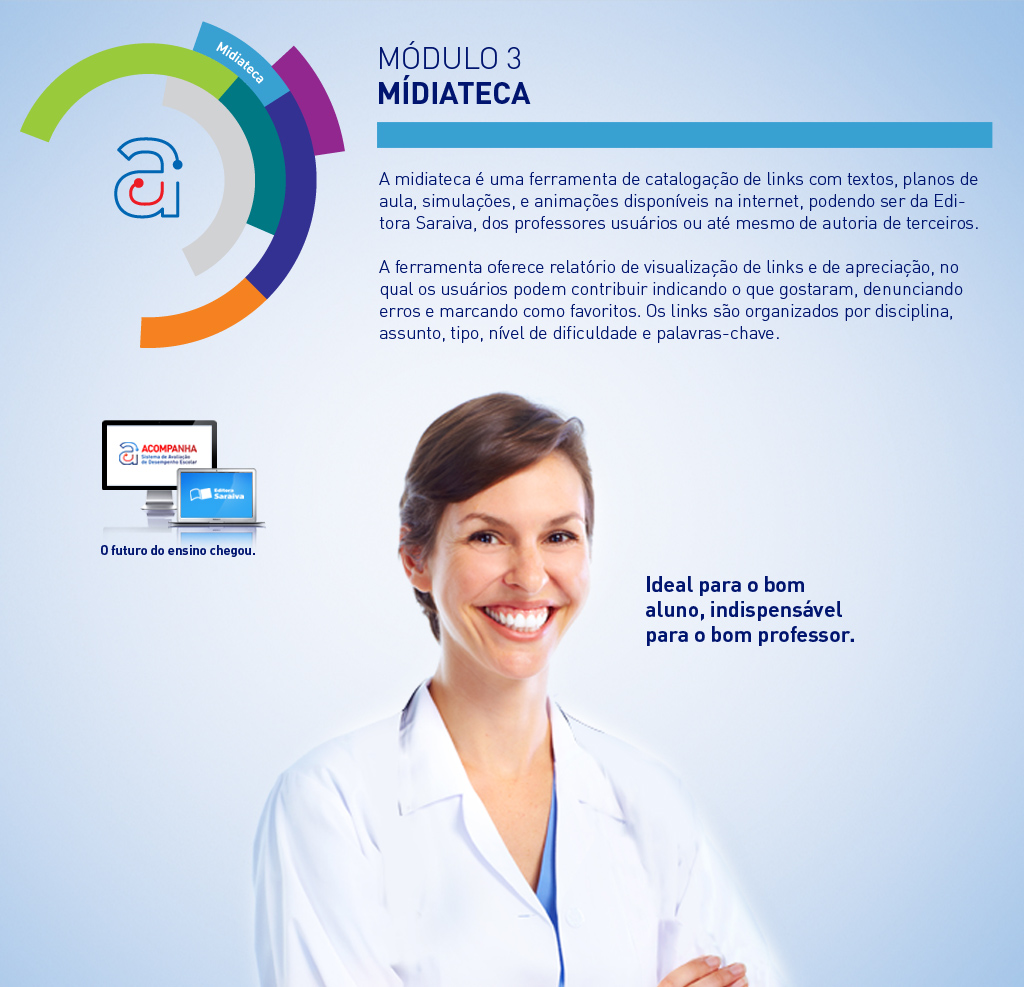 Midiateca
MÓDULO 3
MÍDIATECA
A midiateca é uma ferramenta de catalogação de links com textos, planos de
aula, simulações, e animações disponíveis na internet, podendo ser da Edi-
tora Saraiva, dos professores usuários ou até mesmo de autoria de terceiros.
A ferramenta oferece relatório de visualização de links e de apreciação, no
qual os usuários podem contribuir indicando o que gostaram, denunciando
erros e marcando como favoritos. Os links são organizados por disciplina,
assunto, tipo, nível de dificuldade e palavras-chave.
ACOMPANHA
Sistema de Avaliação
de Desempenho Escolar
Editora
Saraiva
O futuro do ensino chegou.
Ideal para o bom
aluno, indispensável
para o bom professor.